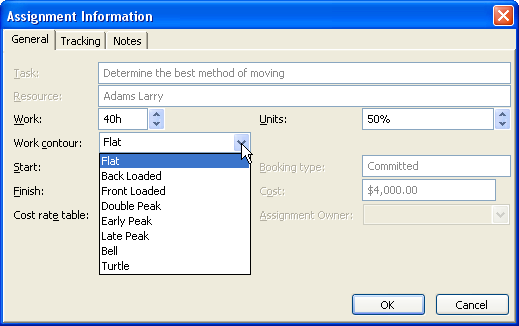 Assignment Information
General Tracking Notes
Task: Determine the best method of moving
Resource: Adams Larry
Work: 40h Units: 50%
Work contour: Flat
Flat
Start: Booking type: Committed
Back Loaded
Front Loaded
Finish: Cost: $4,000.00
Double Peak
Cost rate table: Assignment Owner:
Early Peak
Late Peak
Bell
Turtle
OK Cancel